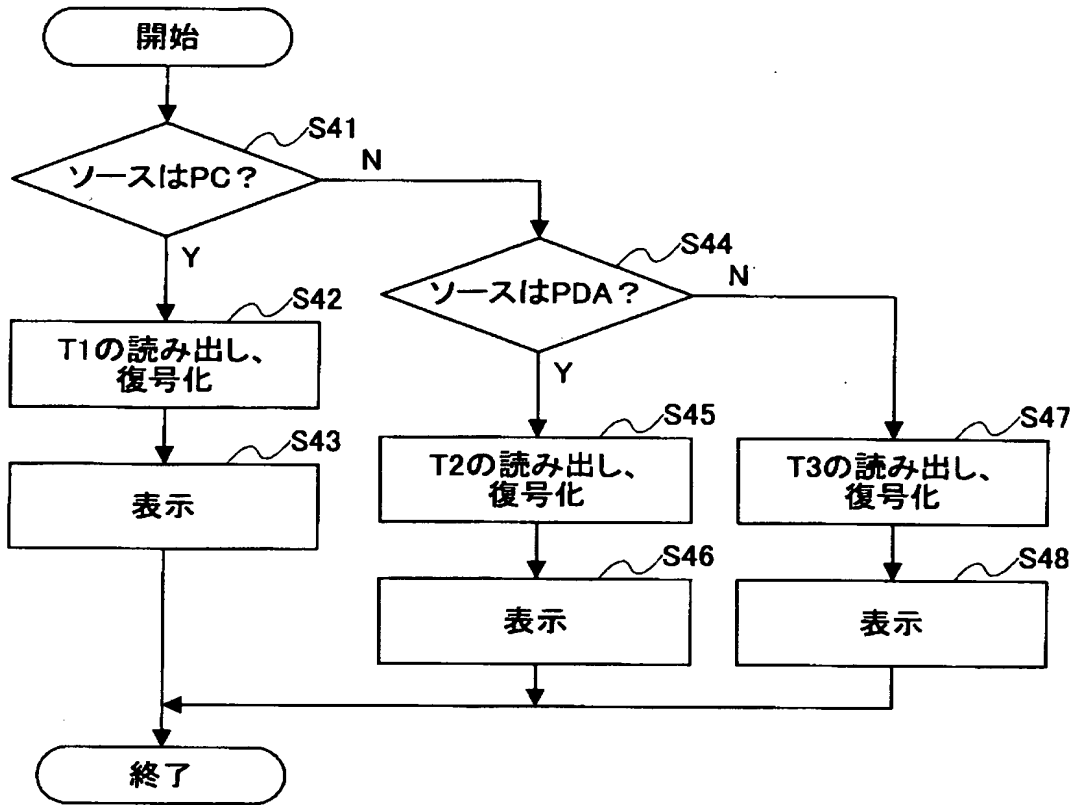 開始
S41
ソースはPC？
N
Y
S44
ソースはPDA？
N
Y
S42
T1の読み出し、
復号化
S43
表示
S45
T2の読み出し、
復号化
S46
表示
S47
T3の読み出し、
復号化
S48
表示
終了